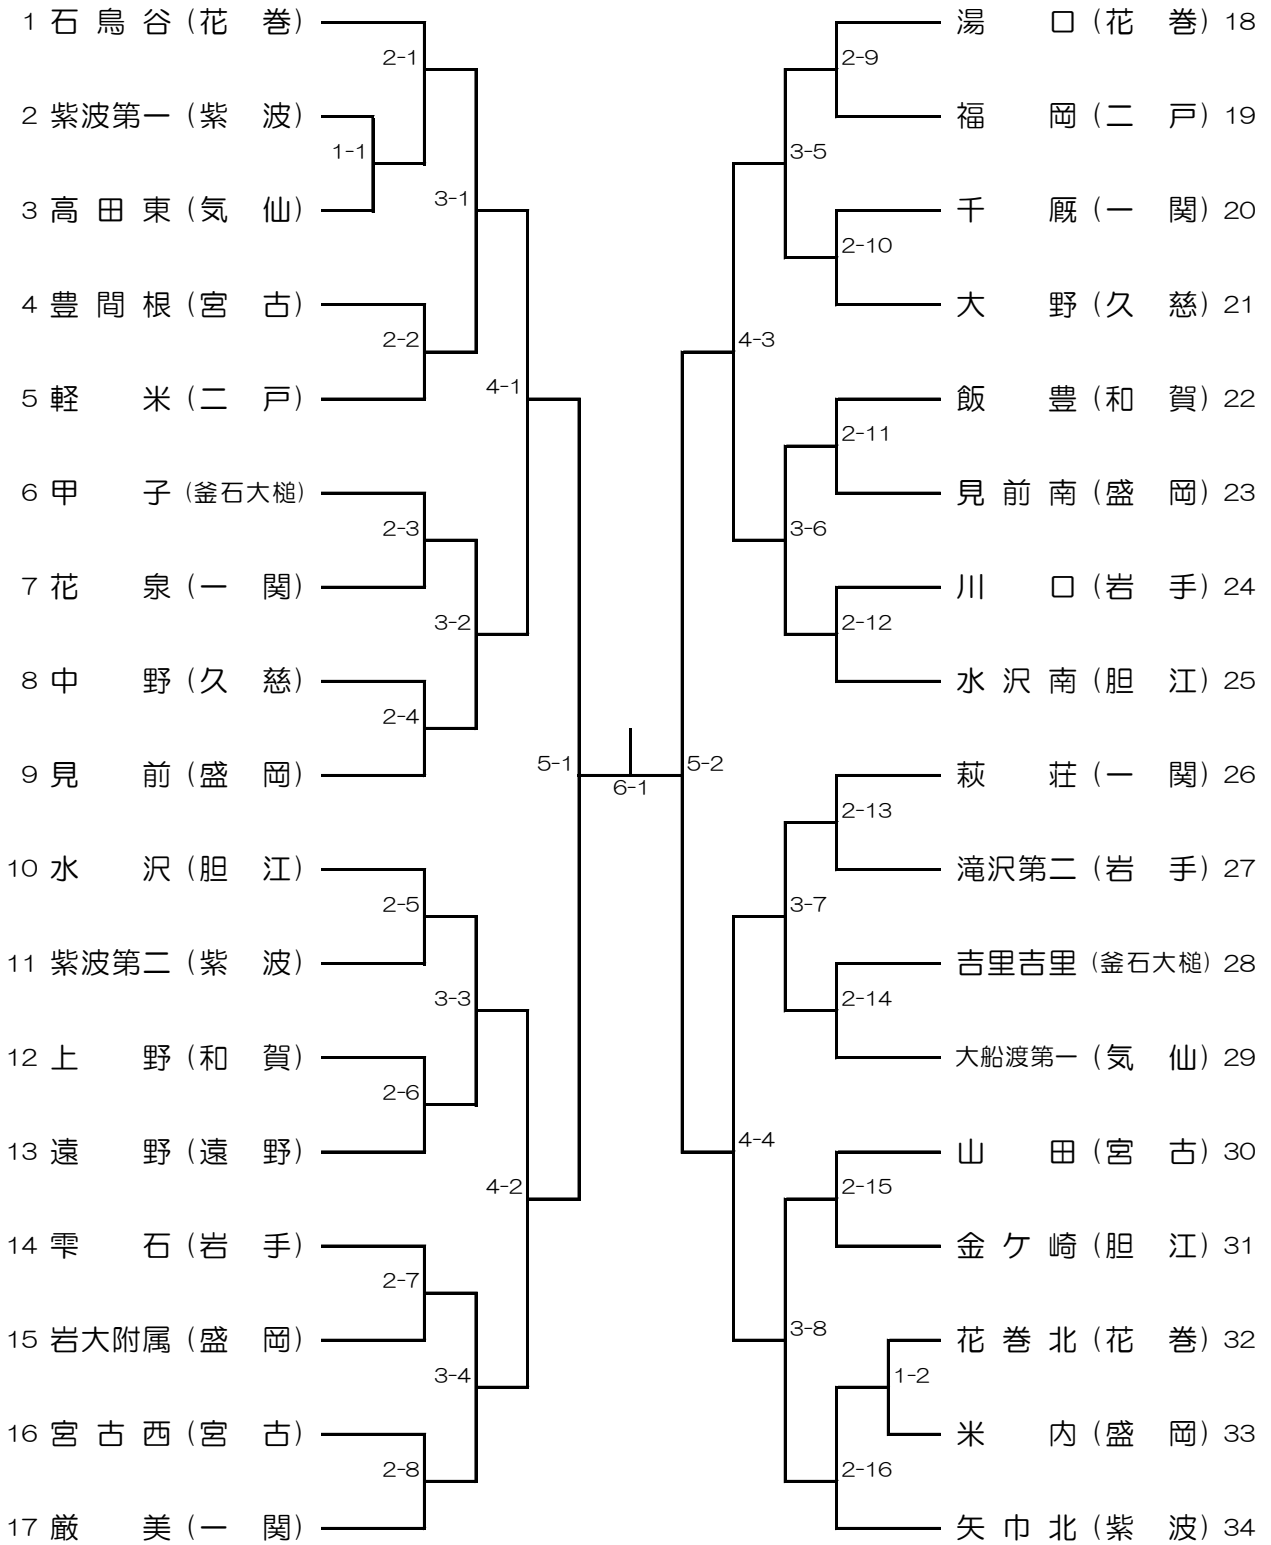 1 石鳥谷（花巻）
2 紫波第一（紫波）
3 高田東（気仙）
4 豊間根（宮古）
5 軽米（二戸）
6 甲子（釜石大槌）
7 花泉（一関）
8 中野（久慈）
9 見前（盛岡）
10 水沢（胆江）
11 紫波第二（紫波）
12 上野（和賀）
13 遠野（遠野）
14 雫石（岩手）
15 岩大附属（盛岡）
16 宮古西（宮古）
17 厳美（一関）
2-1
1-1
3-1
2-2
4-1
2-3
3-2
2-4
5-1
6-1
2-5
3-3
2-6
4-2
2-7
3-4
2-8
湯口（花巻）18
福岡（二戸）19
千厩（一関）20
大野（久慈）21
飯豊（和賀）22
見前南（盛岡）23
川口（岩手）24
水沢南（胆江）25
萩荘（一関）26
滝沢第二（岩手）27
吉里吉里（釜石大槌）28
大船渡第一（気仙）29
山田（宮古）30
金ケ崎（胆江）31
花巻北（花巻）32
米内（盛岡）33
矢巾北（紫波）34
2-9
3-5
2-10
4-3
2-11
3-6
2-12
5-2
2-13
3-7
2-14
4-4
2-15
3-8
1-2
2-16